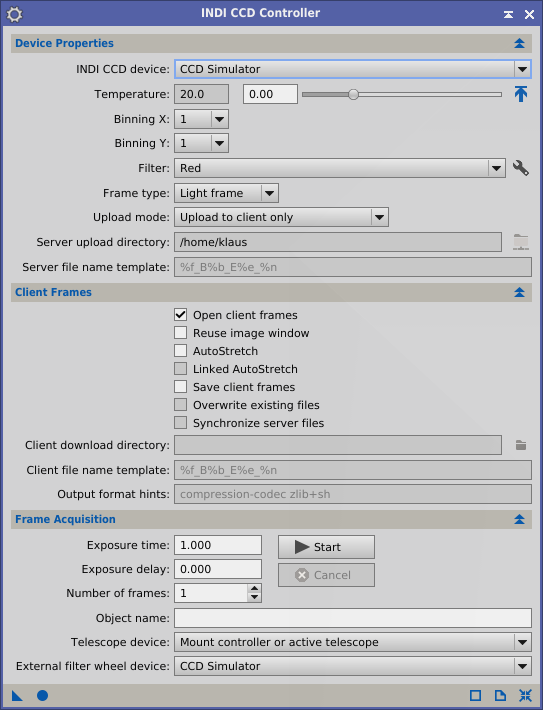 INDI CCD Controller
Device Properties
INDI CCD device: CCD Simulator
Temperature: 20.0 0.00
Binning X: 1
Binning Y: 1
Filter: Red
Frame type: Light frame
Upload mode: Upload to client only
Server upload directory: /home/klaus
Server file name template: %f_B%b_E%e_%n
Client Frames
Open client frames
Reuse image window
AutoStretch
Linked AutoStretch
Save client frames
Overwrite existing files
Synchronize server files
Client download directory:
Client file name template: %f_B%b_E%e_%n
Output format hints: compression-codec zlib+sh
Frame Acquisition
Exposure time: 1.000 Start
Exposure delay: 0.000 Cancel
Number of frames: 1
Object name:
Telescope device: Mount controller or active telescope
External filter wheel device: CCD Simulator